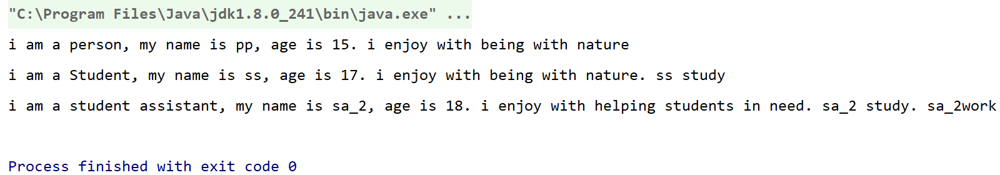 "C:\Program Files\Java\jdk1.8.0_241\bin\java.exe" ...
i am a person, my name is pp, age is 15. i enjoy with being with nature
i am a Student, my name is ss, age is 17. i enjoy with being with nature. ss study
i am a student assistant, my name is sa_2, age is 18. i enjoy with helping students in need. sa_2 study. sa_2work
Process finished with exit code 0